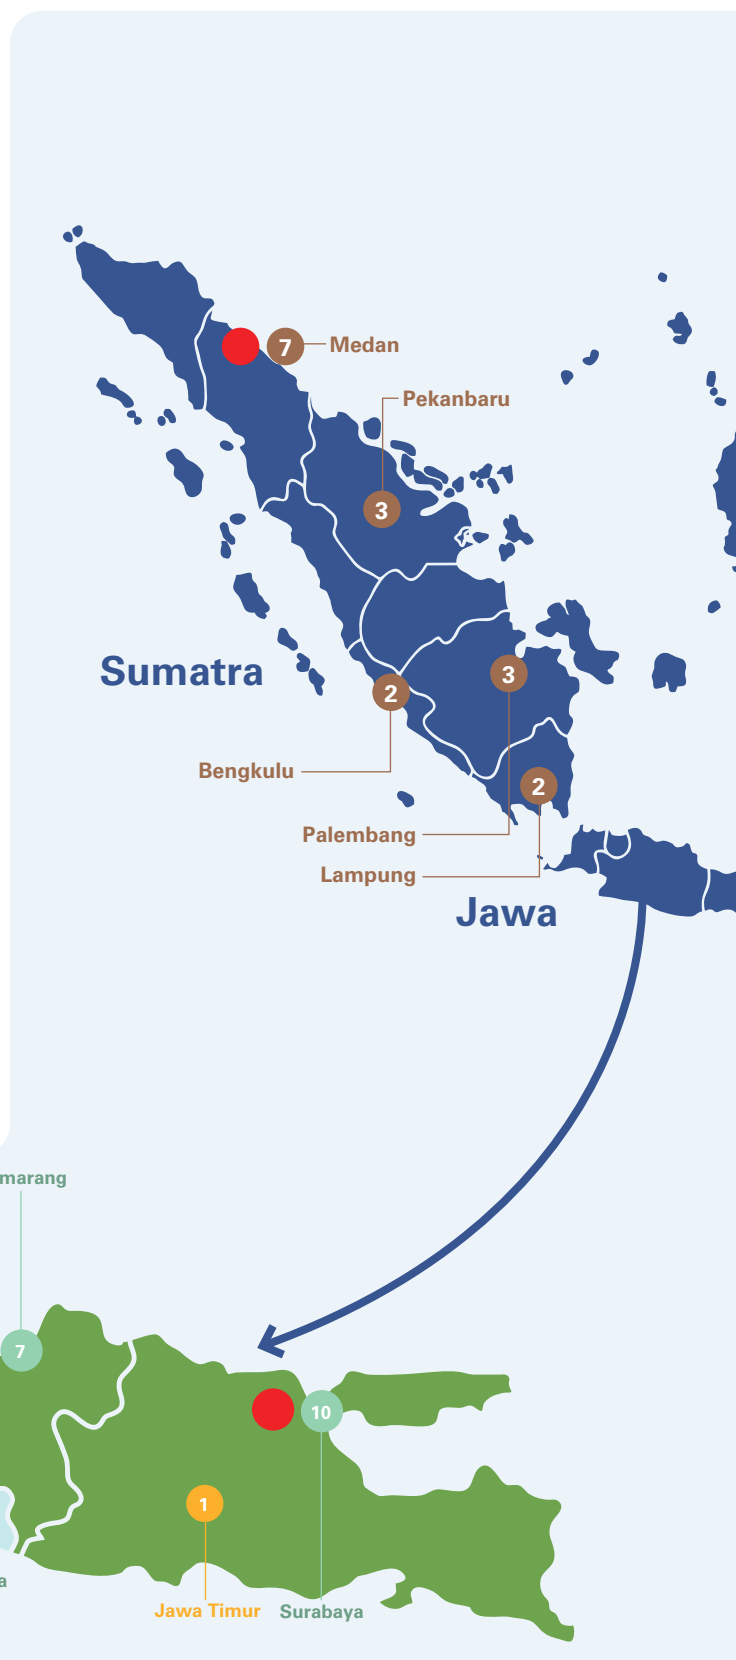 7
Medan
Pekanbaru
3
Sumatra
3
2
Bengkulu
2
Palembang
Lampung
Jawa
marang
7
10
1
a
Jawa Timur
Surabaya